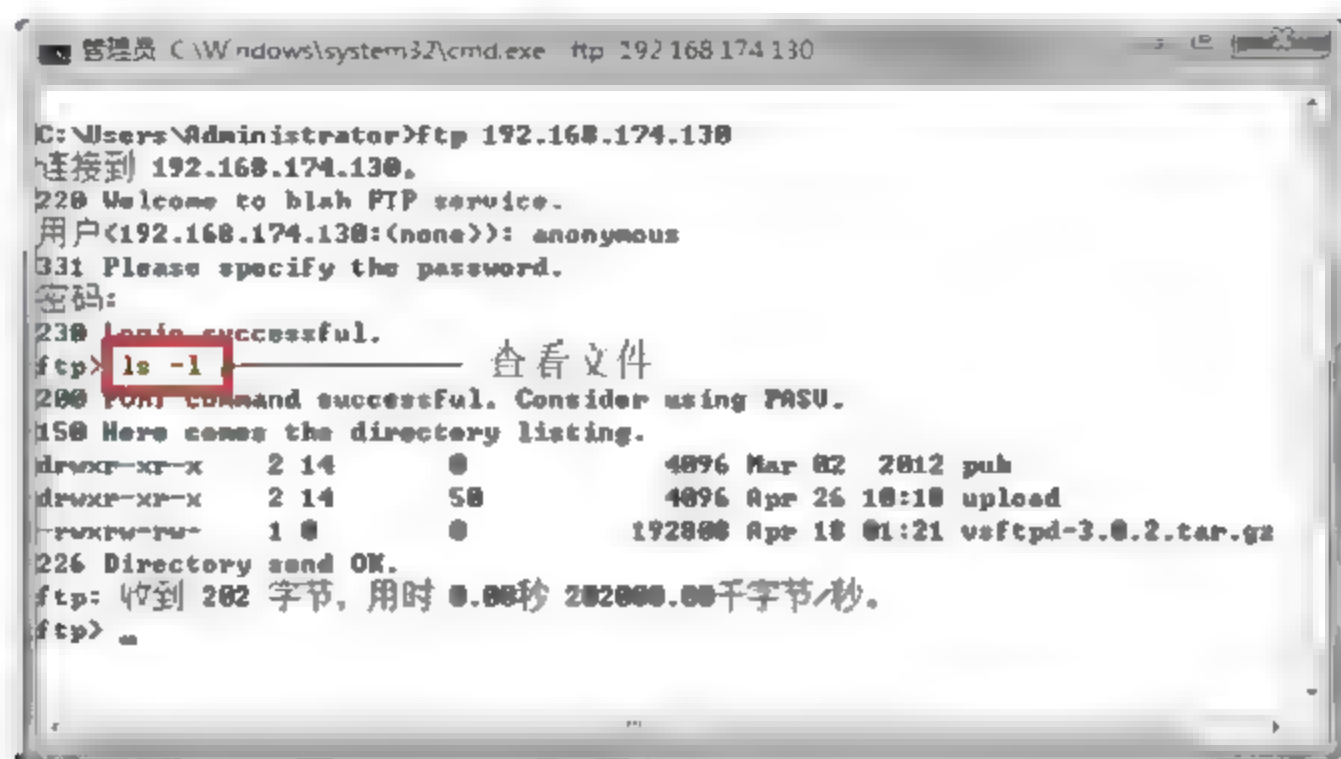 管理员 C:\Windows\system32\cmd.exe ftp 192.168.174.130
C:\Users\Administrator>ftp 192.168.174.130
连接到 192.168.174.130。
220 Welcome to blah FTP service.
用户(192.168.174.130:(none)): anonymous
331 Please specify the password.
密码:
230 Login successful.
ftp> ls -l 查看文件
200 PORT command successful. Consider using PASV.
150 Here comes the directory listing.
drwxr-xr-x 2 14 0 4096 Mar 02 2012 pub
drwxr-xr-x 2 14 50 4096 Apr 26 10:10 upload
-rwxrw-rw- 1 0 0 192808 Apr 18 01:21 vsftpd-3.0.2.tar.gz
226 Directory send OK.
ftp: 收到 202 字节，用时 0.00秒 202000.00千字节/秒。
ftp>